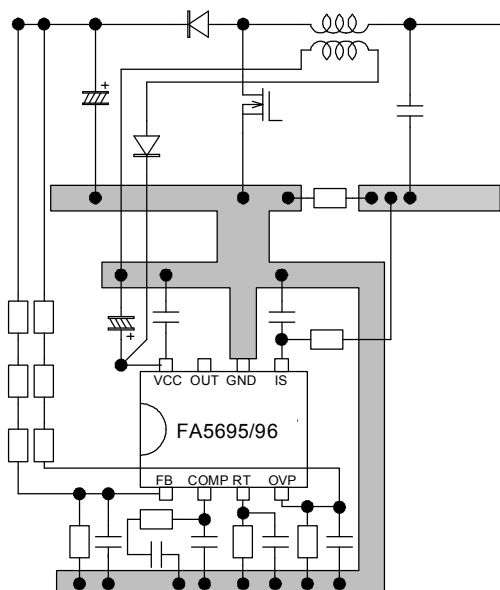 +
+
VCC OUT GND IS
FA5695/96
FB COMP RT OVP